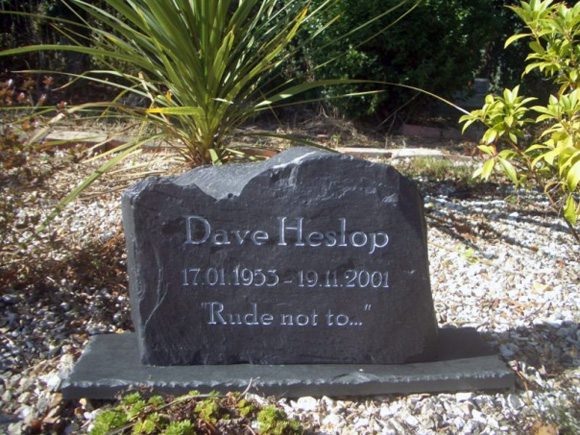 Dave Heslop
17.01.1953 - 19.11.2001
"Rude not to..."